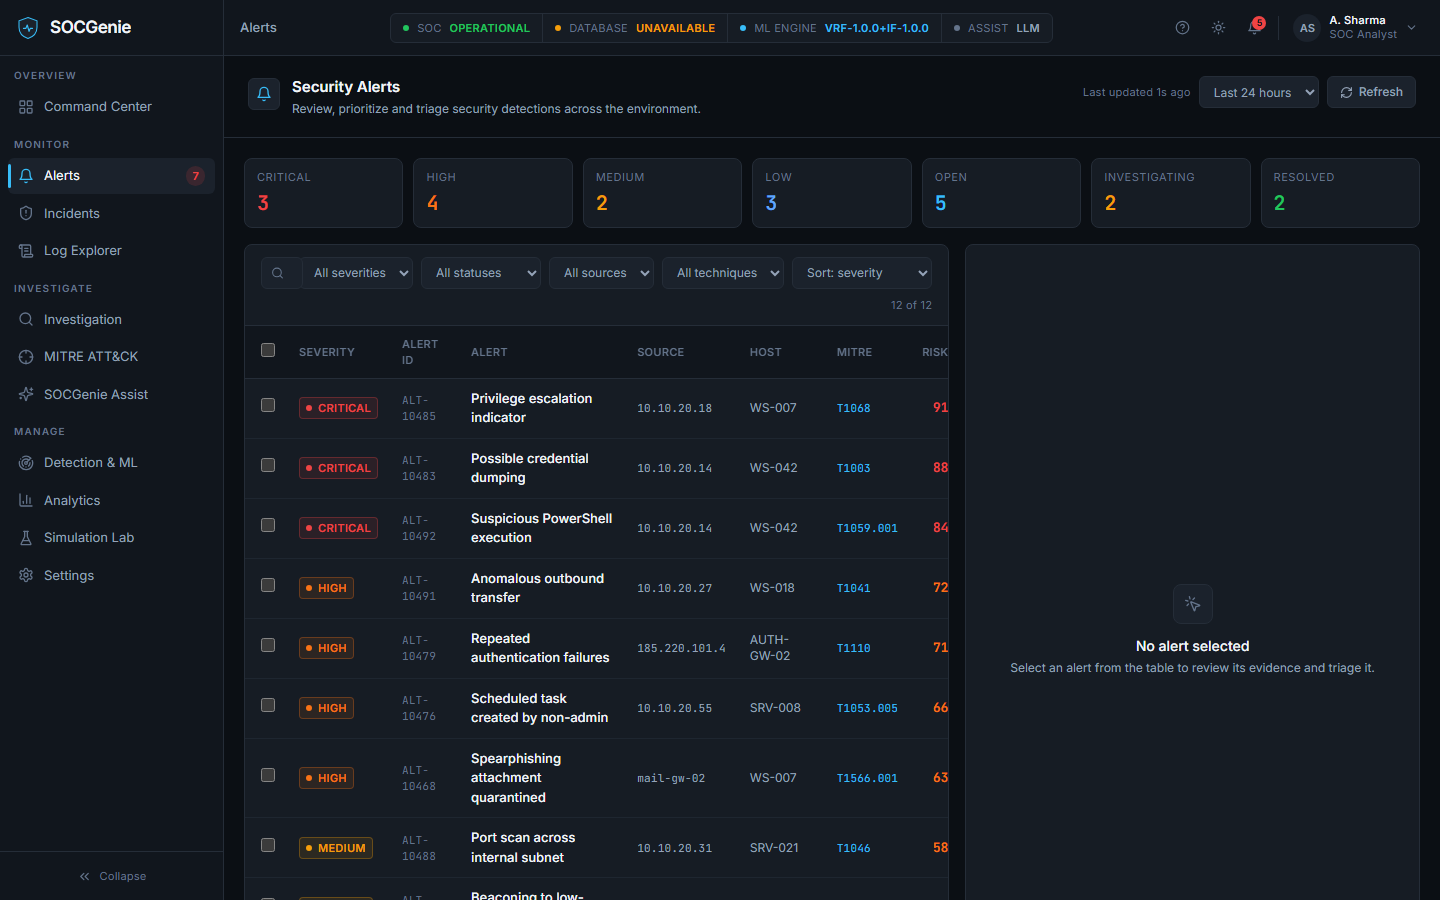 SOCGenie
Alerts
SOC OPERATIONAL
DATABASE UNAVAILABLE
ML ENGINE VRF-1.0.0+IF-1.0.0
ASSIST LLM
5
AS
A. Sharma
SOC Analyst
OVERVIEW
Command Center
MONITOR
Alerts 7
Incidents
Log Explorer
INVESTIGATE
Investigation
MITRE ATT&CK
SOCGenie Assist
MANAGE
Detection & ML
Analytics
Simulation Lab
Settings
Collapse
Security Alerts
Review, prioritize and triage security detections across the environment.
Last updated 1s ago
Last 24 hours
Refresh
CRITICAL
3
HIGH
4
MEDIUM
2
LOW
3
OPEN
5
INVESTIGATING
2
RESOLVED
2
All severities
All statuses
All sources
All techniques
Sort: severity
12 of 12
SEVERITY
ALERT
ID
ALERT
SOURCE
HOST
MITRE
RISK
CRITICAL
ALT-
10485
Privilege escalation
indicator
10.10.20.18
WS-007
T1068
91
CRITICAL
ALT-
10483
Possible credential
dumping
10.10.20.14
WS-042
T1003
88
CRITICAL
ALT-
10492
Suspicious PowerShell
execution
10.10.20.14
WS-042
T1059.001
84
HIGH
ALT-
10491
Anomalous outbound
transfer
10.10.20.27
WS-018
T1041
72
HIGH
ALT-
10479
Repeated
authentication failures
185.220.101.4
AUTH-
GW-02
T1110
71
HIGH
ALT-
10476
Scheduled task
created by non-admin
10.10.20.55
SRV-008
T1053.005
66
HIGH
ALT-
10468
Spearphishing
attachment
quarantined
mail-gw-02
WS-007
T1566.001
63
MEDIUM
ALT-
10488
Port scan across
internal subnet
10.10.20.31
SRV-021
T1046
58
ALT-
Beaconing to low-
No alert selected
Select an alert from the table to review its evidence and triage it.